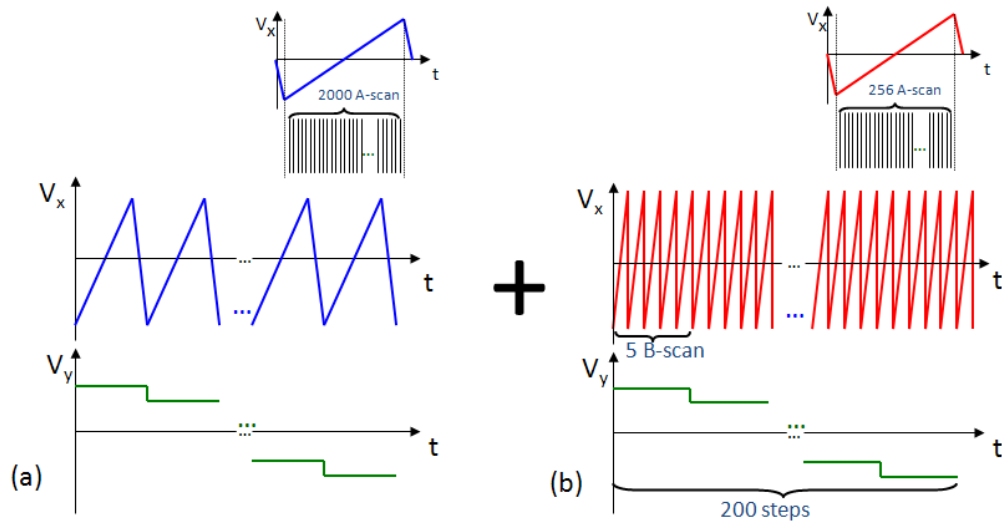 Vx
t
2000 A-scan
...
Vx
t
...
...
Vy
t
...
...
(a)
+
Vx
t
256 A-scan
...
Vx
t
...
...
5 B-scan
Vy
t
...
...
(b)
200 steps